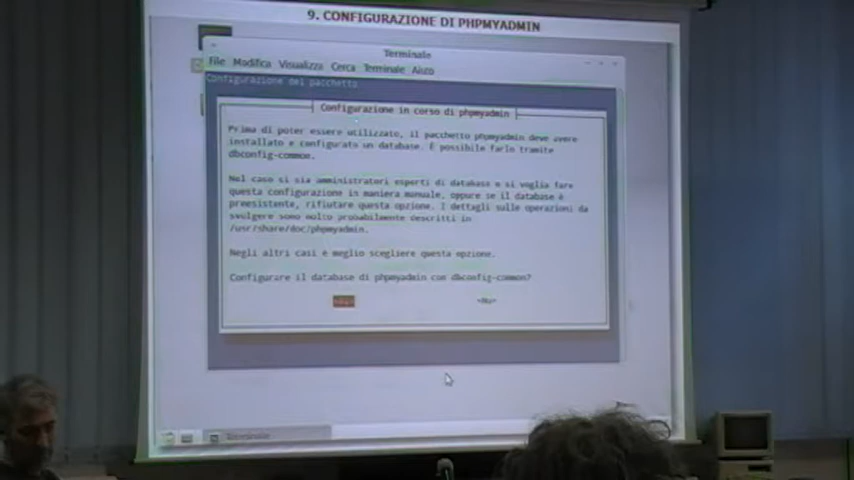 9. CONFIGURAZIONE DI PHPMYADMIN
Terminale
File Modifica Visualizza Cerca Terminale Aiuto
Configurazione dei pacchetto
Configurazione in corso di phpmyadmin
Prima di poter essere utilizzato, il pacchetto phpmyadmin deve avere
installato e configurato un database. È possibile farlo tramite
dbconfig-common.
Nel caso si sia amministratori esperti di database e si voglia fare
questa configurazione in maniera manuale, oppure se il database è
preesistente, rifiutare questa opzione. I dettagli sulle operazioni da
svolgere sono molto probabilmente descritti in
/usr/share/doc/phpmyadmin.
Negli altri casi è meglio scegliere questa opzione.
Configurare il database di phpmyadmin con dbconfig-common?
<No>
Terminale